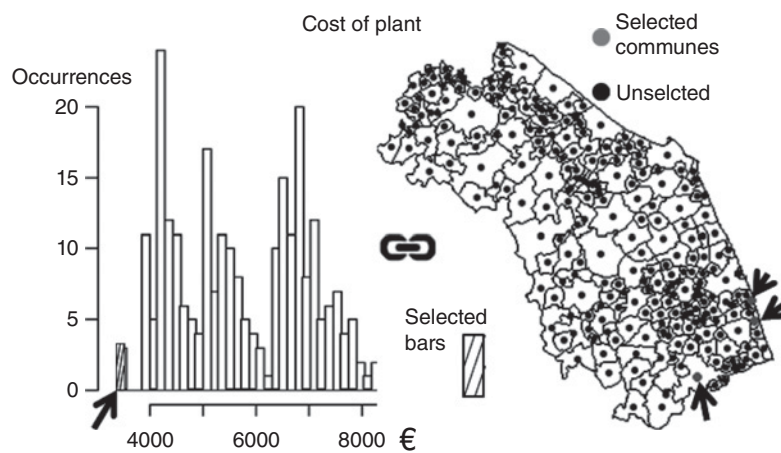 Cost of plant
Selected
communes
Unselcted
Occurrences
20
15
10
5
0
4000 6000 8000 €
Selected
bars